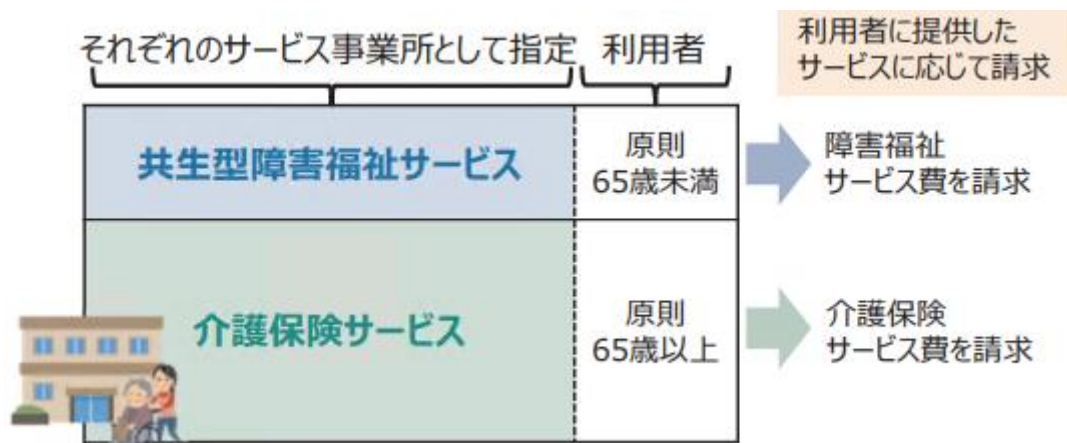 それぞれのサービス事業所として指定
利用者
利用者に提供した
サービスに応じて請求
共生型障害福祉サービス
原則
65歳未満
障害福祉
サービス費を請求
介護保険サービス
原則
65歳以上
介護保険
サービス費を請求